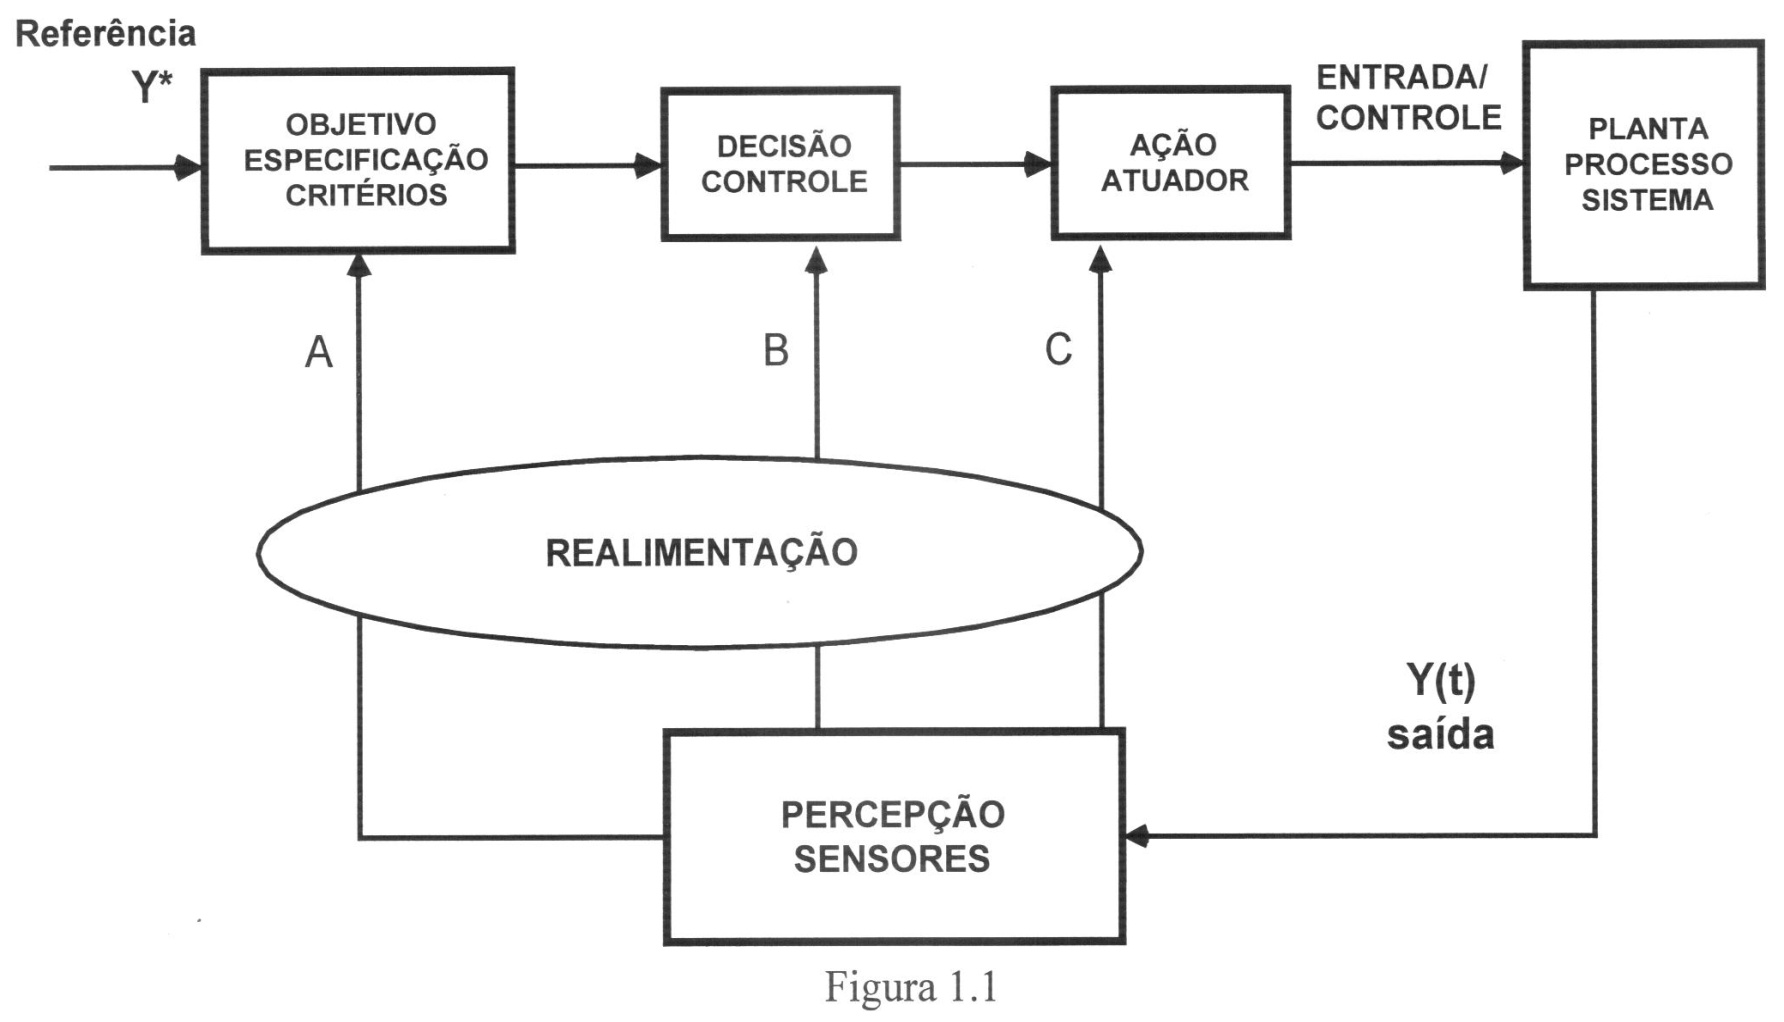 Referência
Y*
OBJETIVO
ESPECIFICAÇÃO
CRITÉRIOS
DECISÃO
CONTROLE
AÇÃO
ATUADOR
ENTRADA/
CONTROLE
PLANTA
PROCESSO
SISTEMA
A
B
C
REALIMENTAÇÃO
Y(t)
saída
PERCEPÇÃO
SENSORES
Figura 1.1